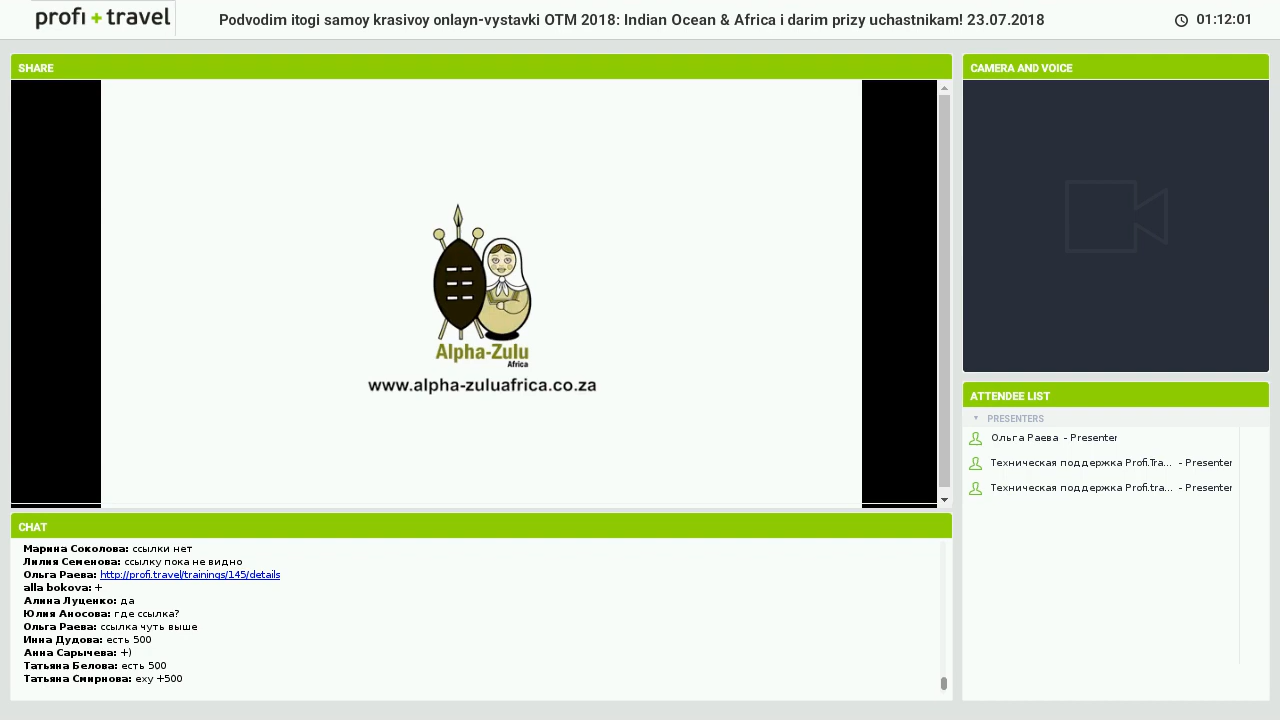 profi + travel
Podvodim itogi samoy krasivoy onlayn-vystavki OTM 2018: Indian Ocean & Africa i darim prizy uchastnikam! 23.07.2018
01:12:01
SHARE
Alpha-Zulu
Africa
www.alpha-zuluafrica.co.za
CAMERA AND VOICE
ATTENDEE LIST
PRESENTERS
Ольга Раева - Presenter
Техническая поддержка Profi.Tra... - Presenter
Техническая поддержка Profi.tra... - Presenter
CHAT
Марина Соколова: ссылки нет
Лилия Семенова: ссылку пока не видно
Ольга Раева: http://profi.travel/trainings/145/details
alla bokova: +
Алина Луценко: да
Юлия Аносова: где ссылка?
Ольга Раева: ссылка чуть выше
Инна Дудова: есть 500
Анна Сарычева: +)
Татьяна Белова: есть 500
Татьяна Смирнова: еху +500